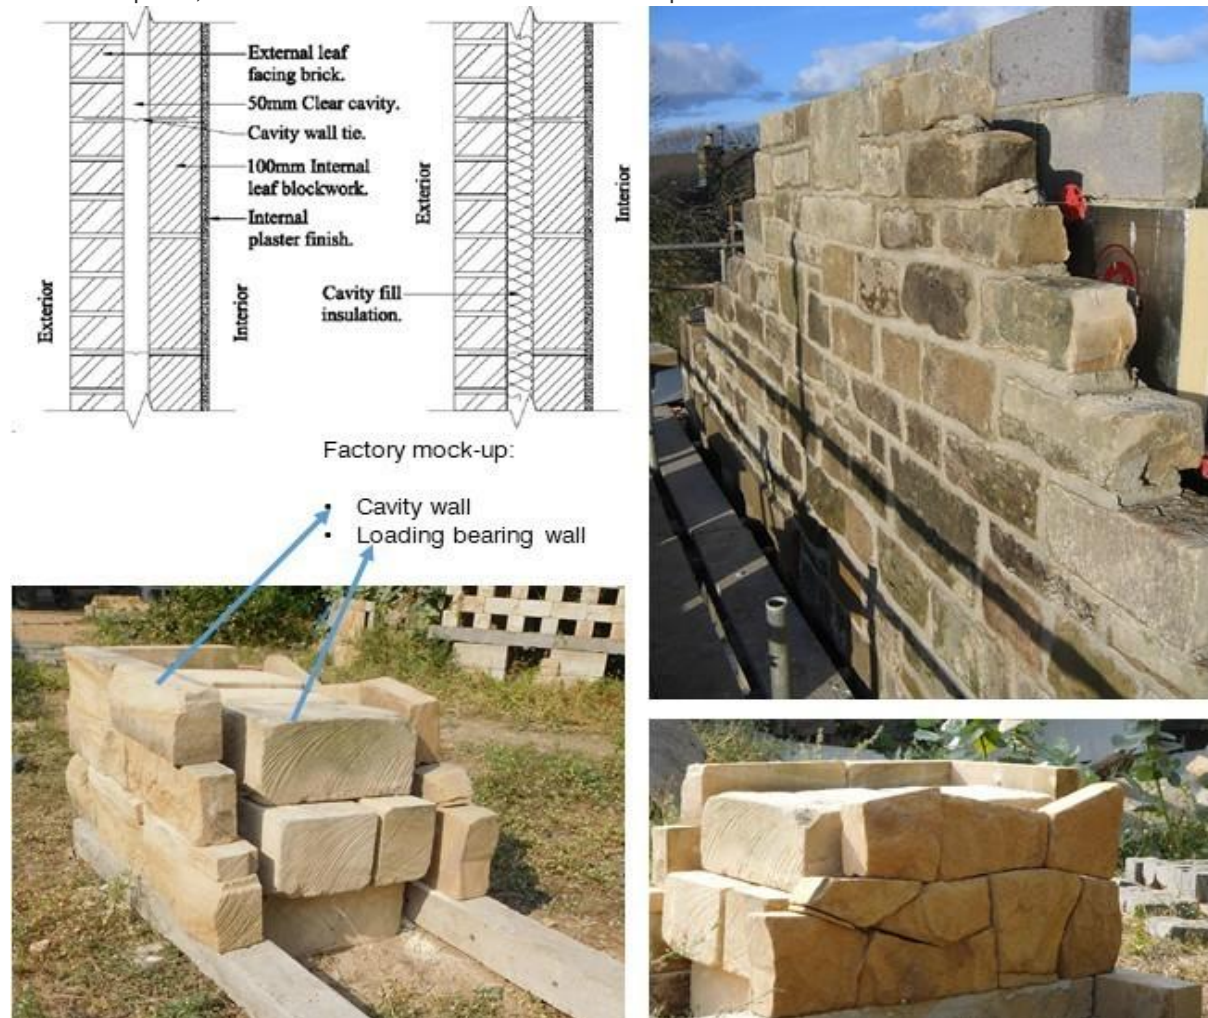 External leaf
facing brick.
50mm Clear cavity.
Cavity wall tie.
100mm Internal
leaf blockwork.
Internal
plaster finish.
Exterior
Interior
Exterior
Interior
Cavity fill
insulation.
Factory mock-up:
▪ Cavity wall
▪ Loading bearing wall